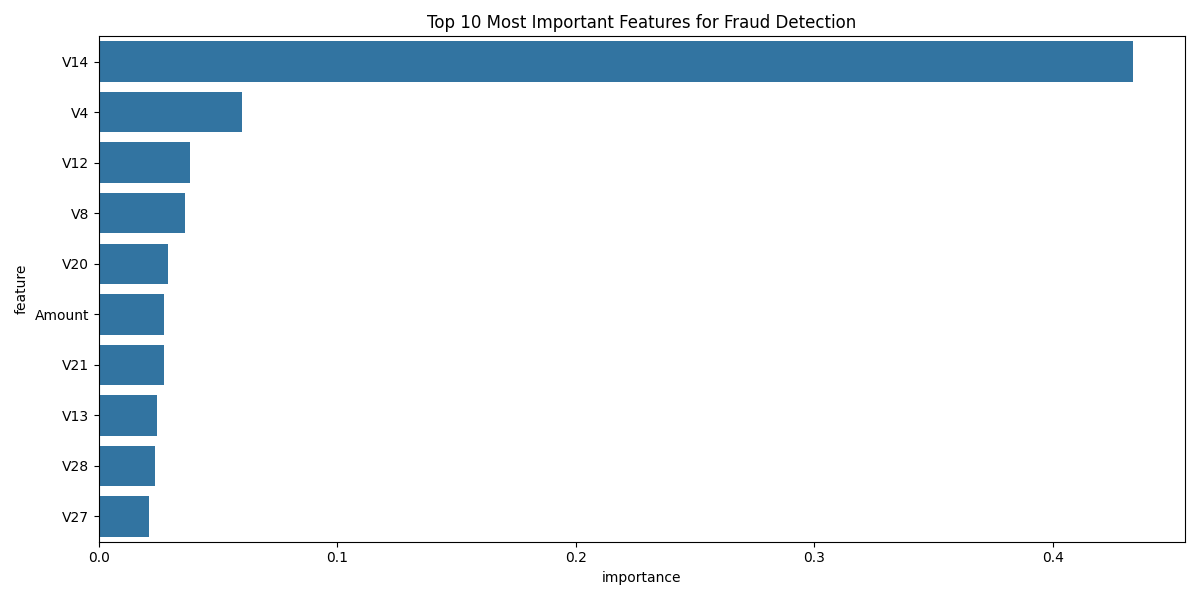 Top 10 Most Important Features for Fraud Detection
V14
V4
V12
V8
V20
Amount
V21
V13
V28
V27
feature
0.0 0.1 0.2 0.3 0.4
importance